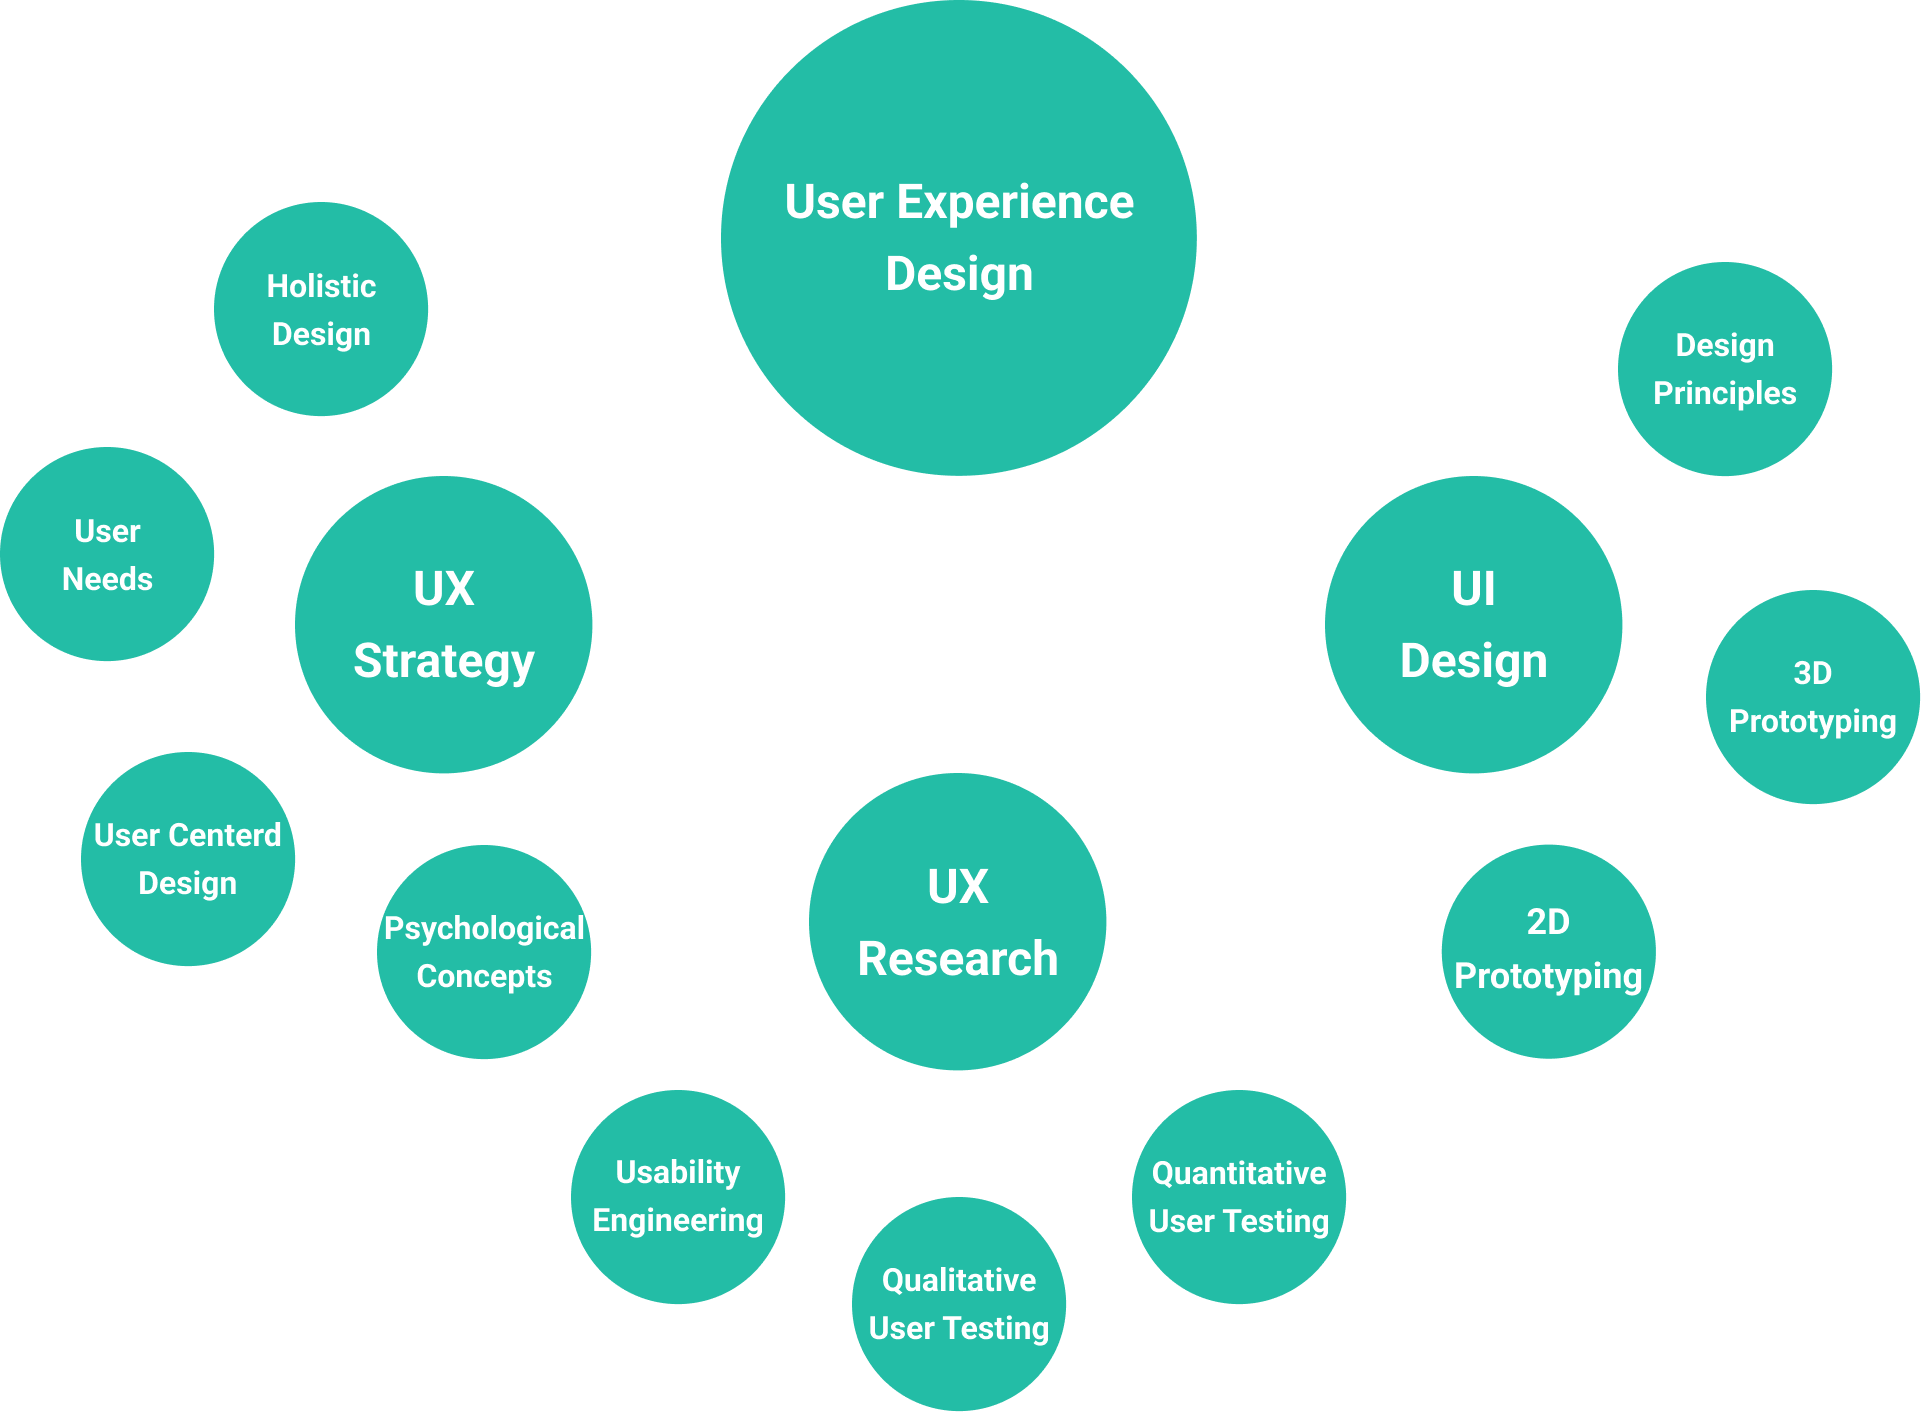 User Experience
Design
Holistic
Design
User
Needs
UX
Strategy
User Centerd
Design
Psychological
Concepts
UX
Research
Usability
Engineering
Qualitative
User Testing
Quantitative
User Testing
UI
Design
Design
Principles
3D
Prototyping
2D
Prototyping